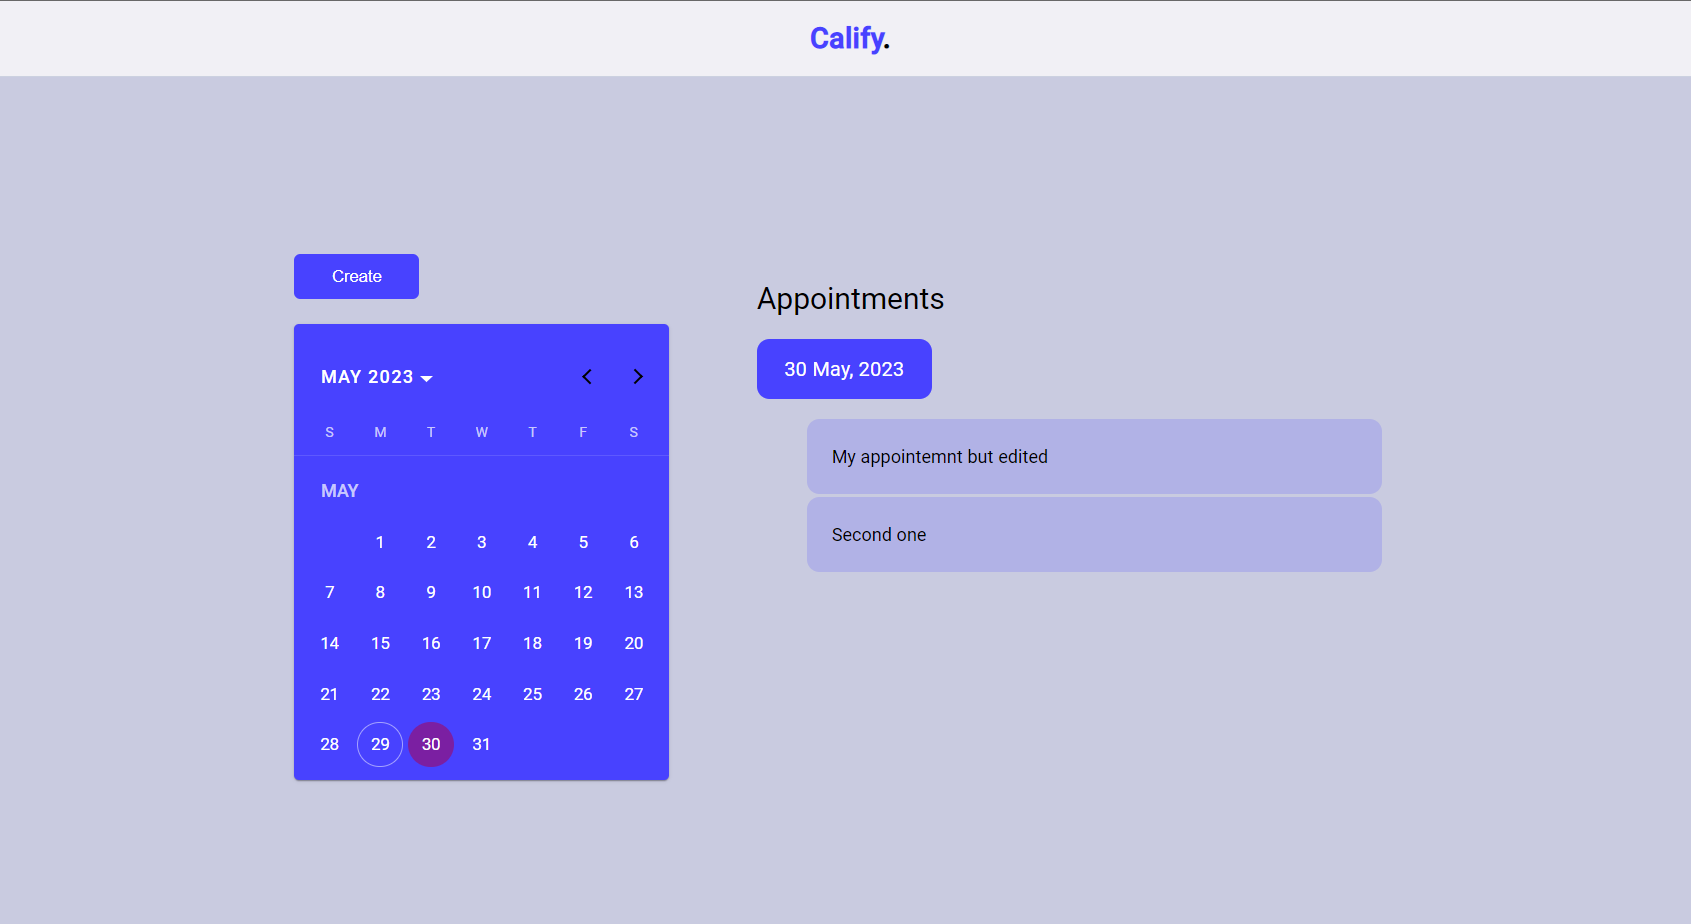 Calify.
Create
MAY 2023
S M T W T F S
MAY
1 2 3 4 5 6
7 8 9 10 11 12 13
14 15 16 17 18 19 20
21 22 23 24 25 26 27
28 29 30 31
Appointments
30 May, 2023
My appointemnt but edited
Second one